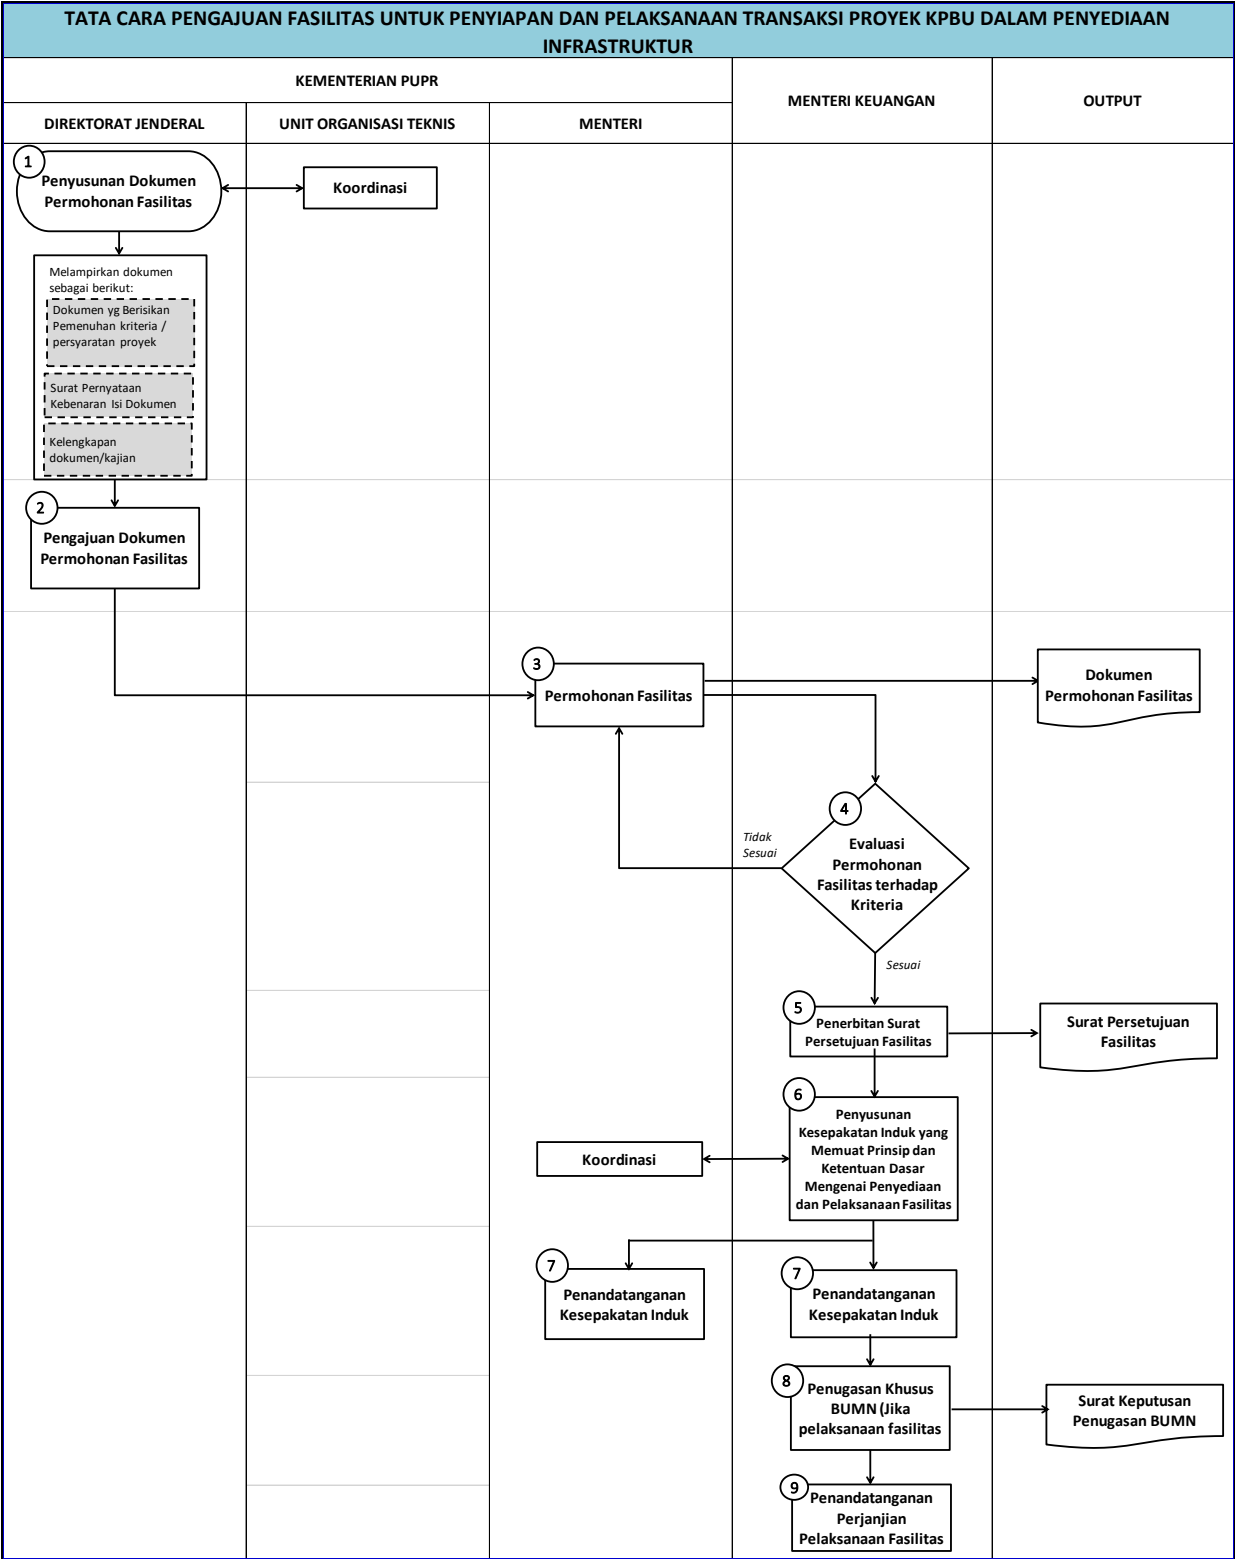 TATA CARA PENGAJUAN FASILITAS UNTUK PENYIAPAN DAN PELAKSANAAN TRANSAKSI PROYEK KPBU DALAM PENYEDIAAN
INFRASTRUKTUR
KEMENTERIAN PUPR
MENTERI KEUANGAN
OUTPUT
DIREKTORAT JENDERAL
UNIT ORGANISASI TEKNIS
MENTERI
1
Penyusunan Dokumen
Permohonan Fasilitas
Koordinasi
Melampirkan dokumen
sebagai berikut:
Dokumen yg Berisikan
Pemenuhan kriteria /
persyaratan proyek
Surat Pernyataan
Kebenaran Isi Dokumen
Kelengkapan
dokumen/kajian
2
Pengajuan Dokumen
Permohonan Fasilitas
3
Permohonan Fasilitas
Dokumen
Permohonan Fasilitas
4
Evaluasi
Permohonan
Fasilitas terhadap
Kriteria
Tidak
Sesuai
Sesuai
5
Penerbitan Surat
Persetujuan Fasilitas
Surat Persetujuan
Fasilitas
6
Penyusunan
Kesepakatan Induk yang
Memuat Prinsip dan
Ketentuan Dasar
Mengenai Penyediaan
dan Pelaksanaan Fasilitas
Koordinasi
7
Penandatanganan
Kesepakatan Induk
7
Penandatanganan
Kesepakatan Induk
8
Penugasan Khusus
BUMN (Jika
pelaksanaan fasilitas
Surat Keputusan
Penugasan BUMN
9
Penandatanganan
Perjanjian
Pelaksanaan Fasilitas